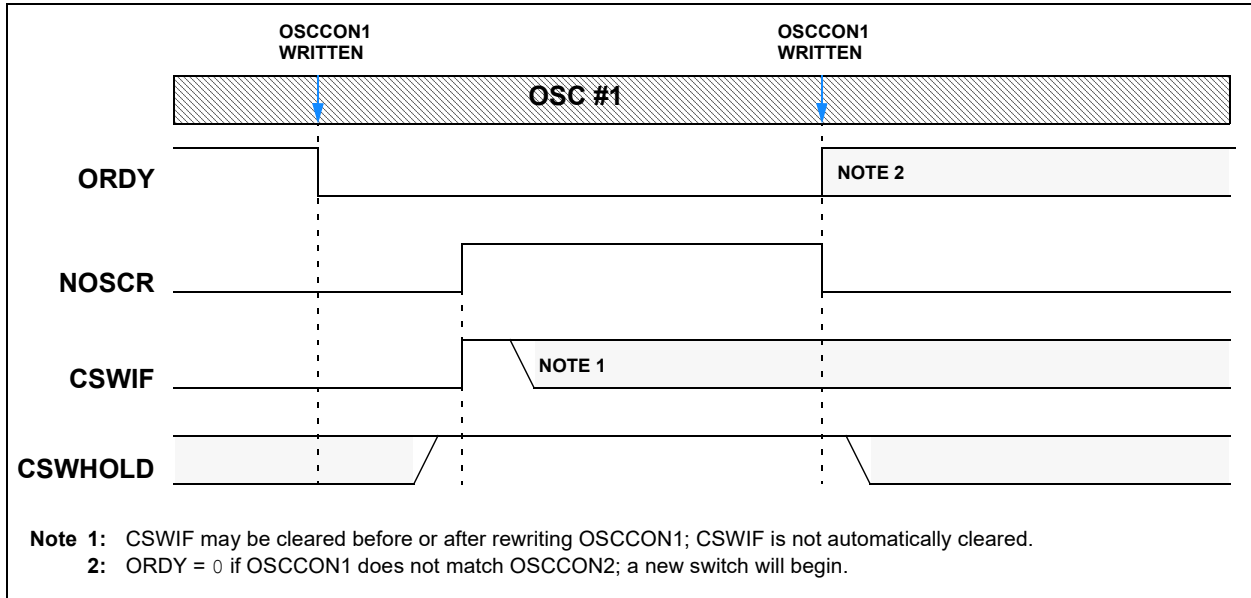 OSCCON1
WRITTEN
OSCCON1
WRITTEN
OSC #1
ORDY
NOTE 2
NOSCR
CSWIF
NOTE 1
CSWHOLD
Note 1: CSWIF may be cleared before or after rewriting OSCCON1; CSWIF is not automatically cleared.
2: ORDY = 0 if OSCCON1 does not match OSCCON2; a new switch will begin.